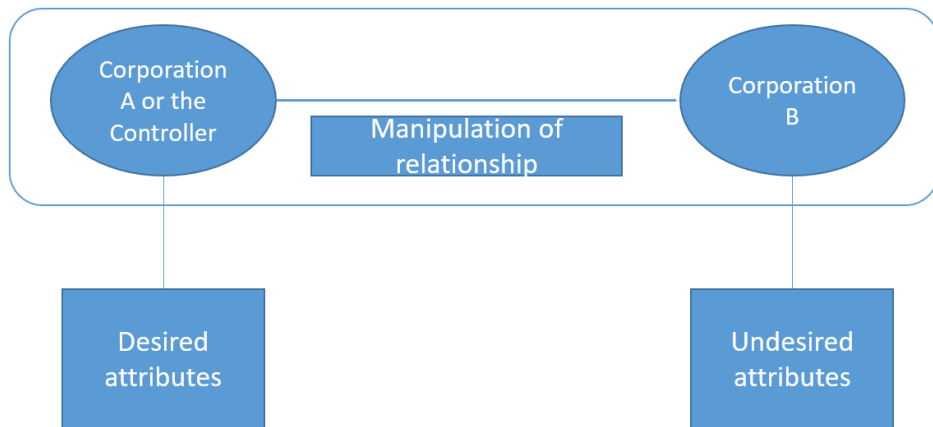 Corporation
A or the
Controller
Manipulation of
relationship
Corporation
B
Desired
attributes
Undesired
attributes